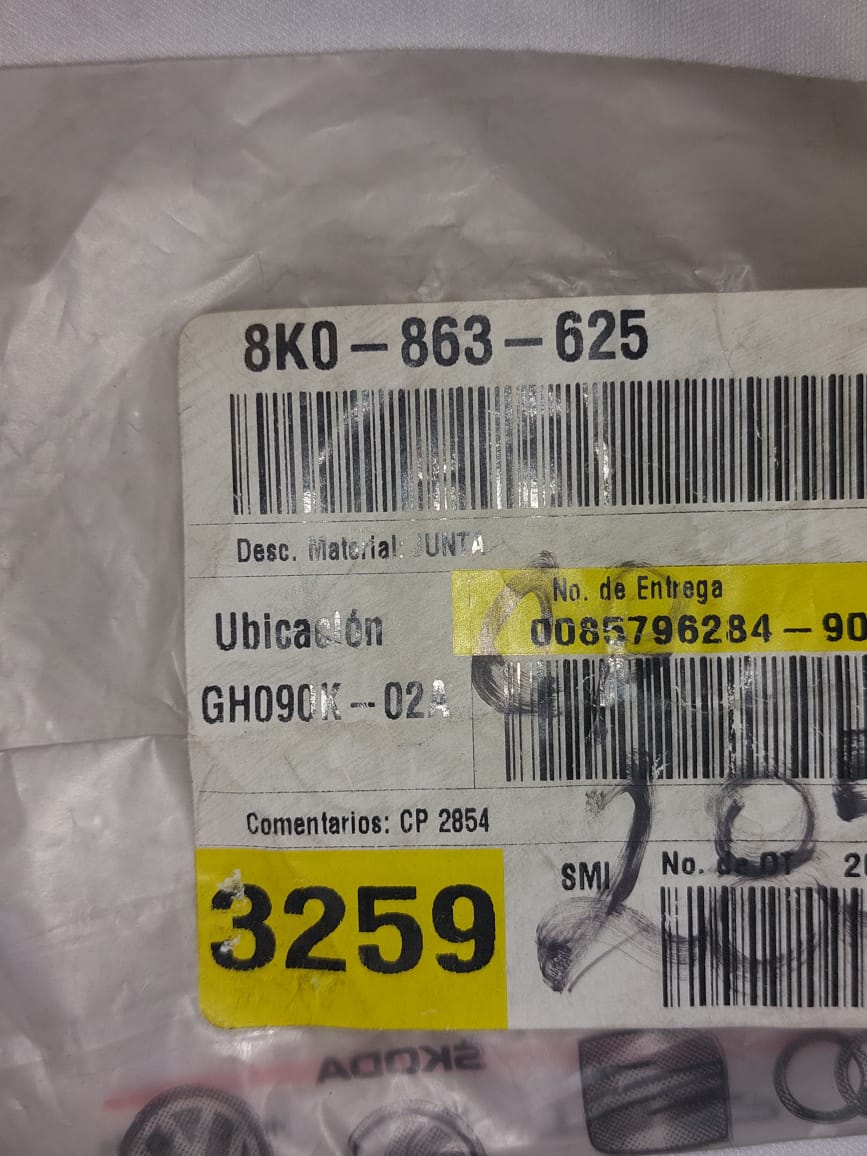 8K0-863-625
Desc. Material: JUNTA
No. de Entrega
Ubicación
0085796284-90
GH090K-02A
Comentarios: CP 2854
SMI
No. de OT
3259
ŠKODA